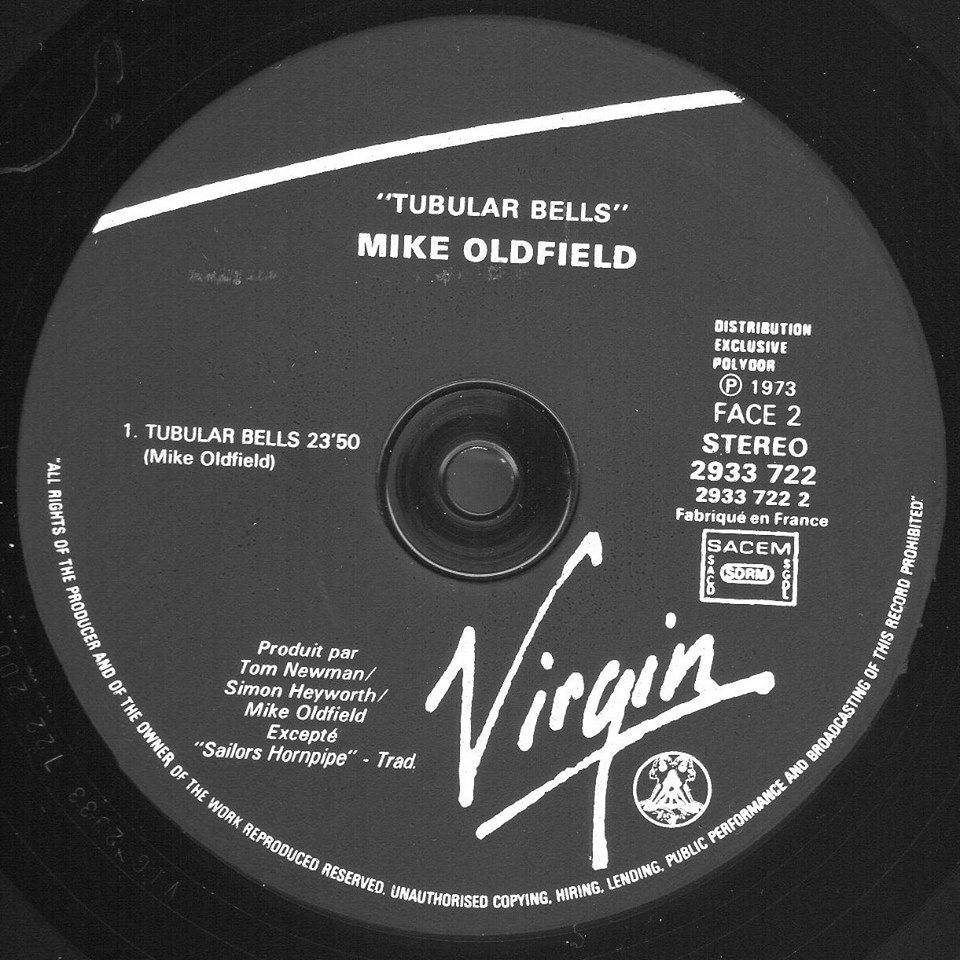 "TUBULAR BELLS"
MIKE OLDFIELD
DISTRIBUTION
EXCLUSIVE
POLYDOR
Ⓟ 1973
FACE 2
STEREO
2933 722
2933 722 2
Fabriqué en France
SACEM
SACD
SDRM
SGDL
1. TUBULAR BELLS 23'50
(Mike Oldfield)
Produit par
Tom Newman/
Simon Heyworth/
Mike Oldfield
Excepté
"Sailors Hornpipe" - Trad.
Virgin
"ALL RIGHTS OF THE PRODUCER AND OF THE OWNER OF THE WORK REPRODUCED RESERVED. UNAUTHORISED COPYING, HIRING, LENDING, PUBLIC PERFORMANCE AND BROADCASTING OF THIS RECORD PROHIBITED"